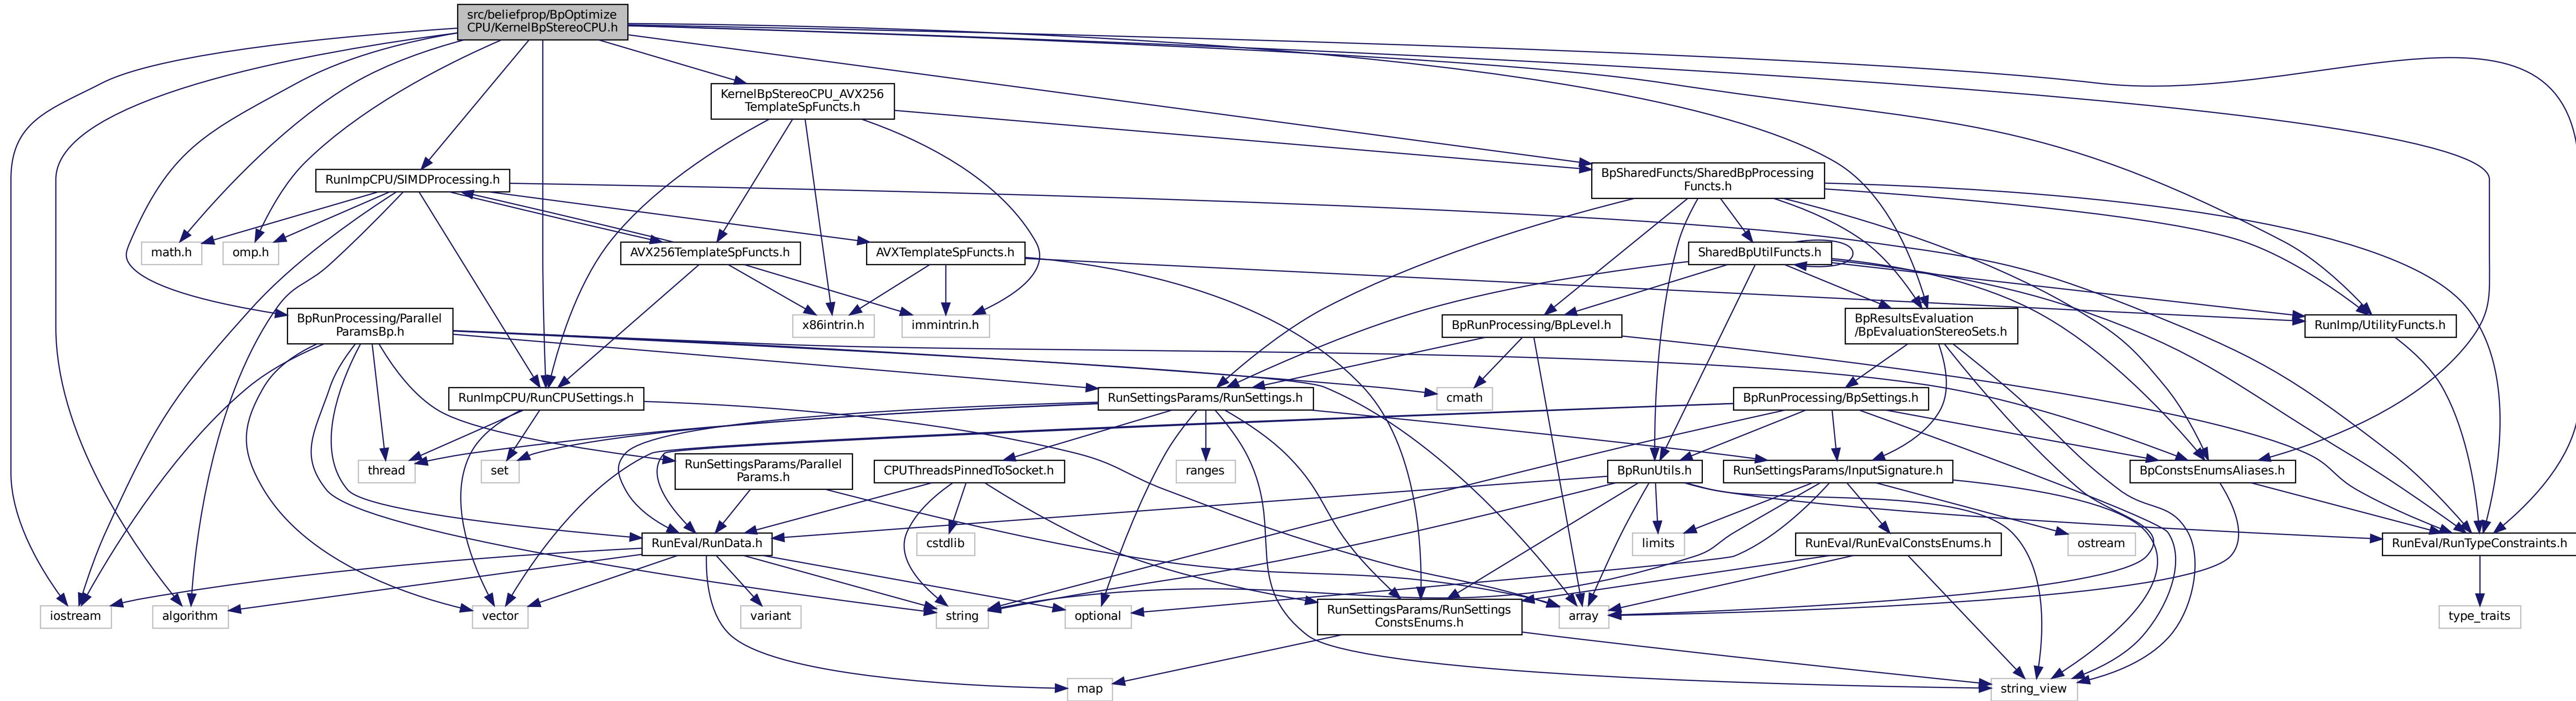 src/beliefprop/BpOptimize
CPU/KernelBpStereoCPU.h
KernelBpStereoCPU_AVX256
TemplateSpFuncts.h
RunImpCPU/SIMDProcessing.h
BpSharedFuncts/SharedBpProcessing
Functs.h
math.h
omp.h
AVX256TemplateSpFuncts.h
AVXTemplateSpFuncts.h
SharedBpUtilFuncts.h
BpRunProcessing/Parallel
ParamsBp.h
x86intrin.h
immintrin.h
BpRunProcessing/BpLevel.h
BpResultsEvaluation
/BpEvaluationStereoSets.h
RunImp/UtilityFuncts.h
RunImpCPU/RunCPUSettings.h
RunSettingsParams/RunSettings.h
cmath
BpRunProcessing/BpSettings.h
thread
set
RunSettingsParams/Parallel
Params.h
CPUThreadsPinnedToSocket.h
ranges
BpRunUtils.h
RunSettingsParams/InputSignature.h
BpConstsEnumsAliases.h
RunEval/RunData.h
cstdlib
limits
RunEval/RunEvalConstsEnums.h
ostream
RunEval/RunTypeConstraints.h
iostream
algorithm
vector
variant
string
optional
RunSettingsParams/RunSettings
ConstsEnums.h
array
type_traits
map
string_view